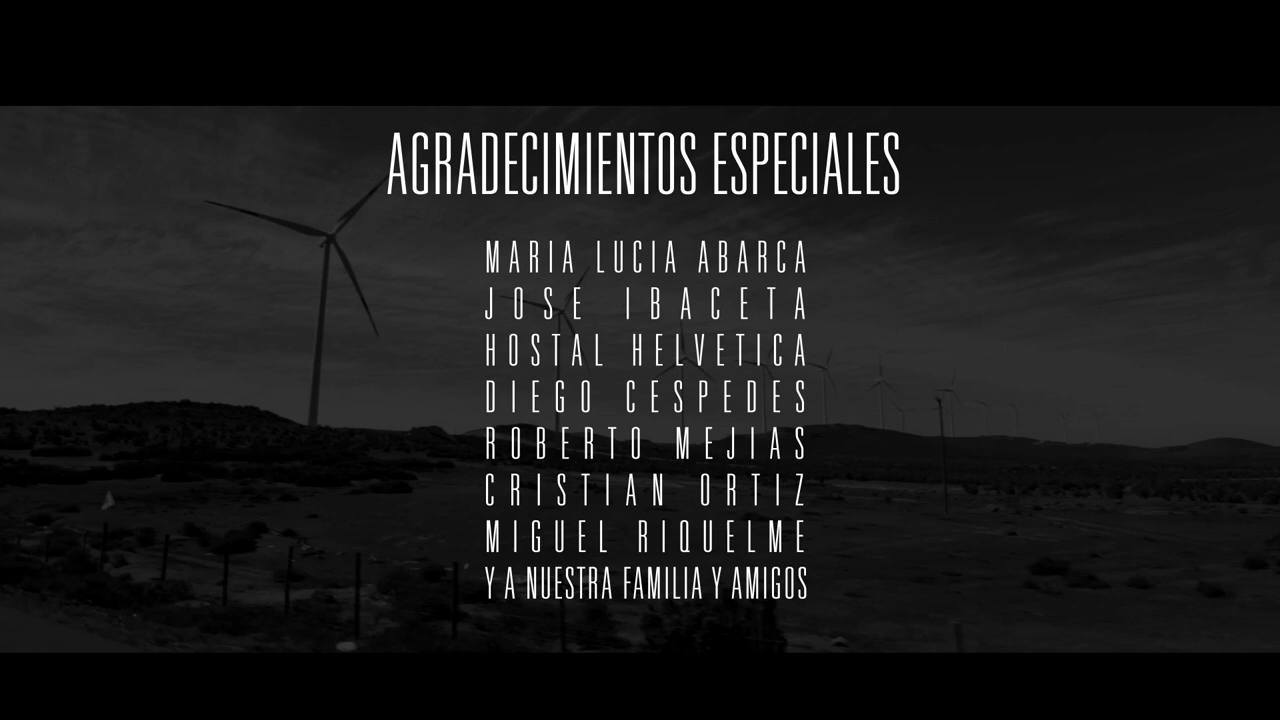 AGRADECIMIENTOS ESPECIALES
MARIA LUCIA ABARCA
JOSE IBACETA
HOSTAL HELVETICA
DIEGO CESPEDES
ROBERTO MEJIAS
CRISTIAN ORTIZ
MIGUEL RIQUELME
Y A NUESTRA FAMILIA Y AMIGOS